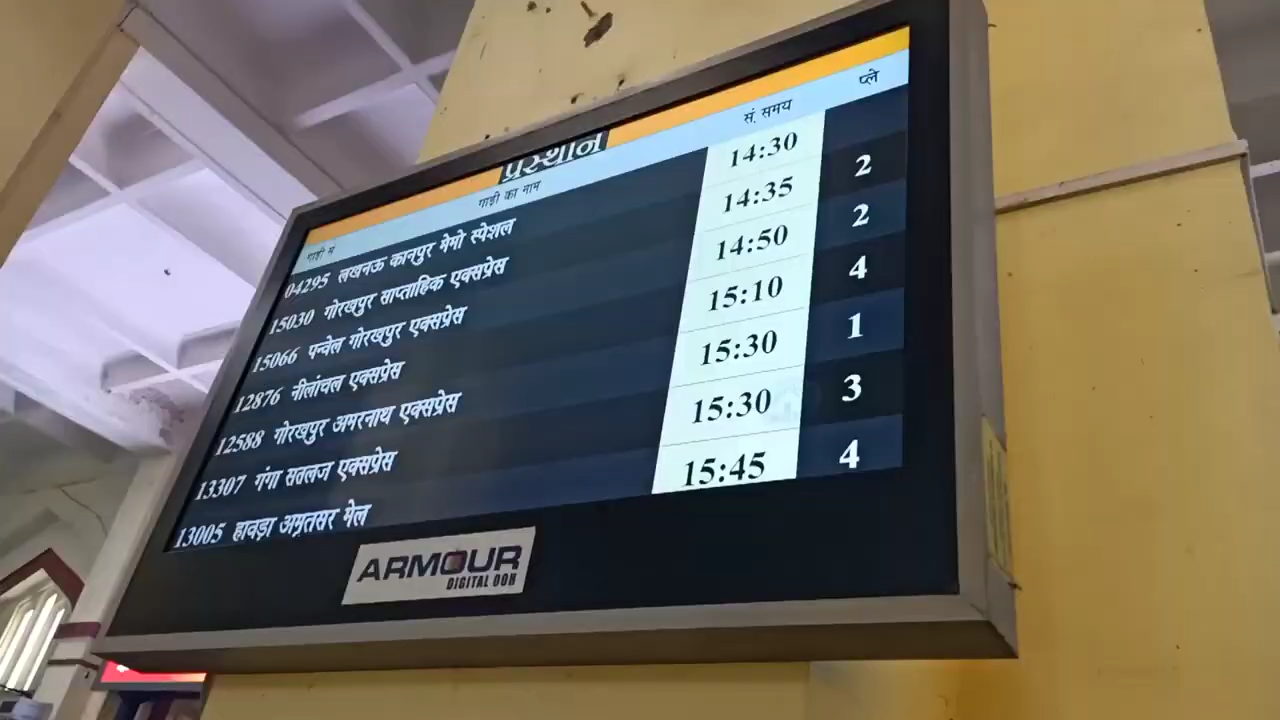 प्रस्थान
गाड़ी म गाड़ी का नाम सं. समय प्ले
04295 लखनऊ कानपुर मेमो स्पेशल 14:30
15030 गोरखपुर साप्ताहिक एक्सप्रेस 14:35 2
15066 पन्वेल गोरखपुर एक्सप्रेस 14:50 2
12876 नीलांचल एक्सप्रेस 15:10 4
12588 गोरखपुर अमरनाथ एक्सप्रेस 15:30 1
13307 गंगा सतलज एक्सप्रेस 15:30 3
13005 हावड़ा अमृतसर मेल 15:45 4
ARMOUR
DIGITAL OOH